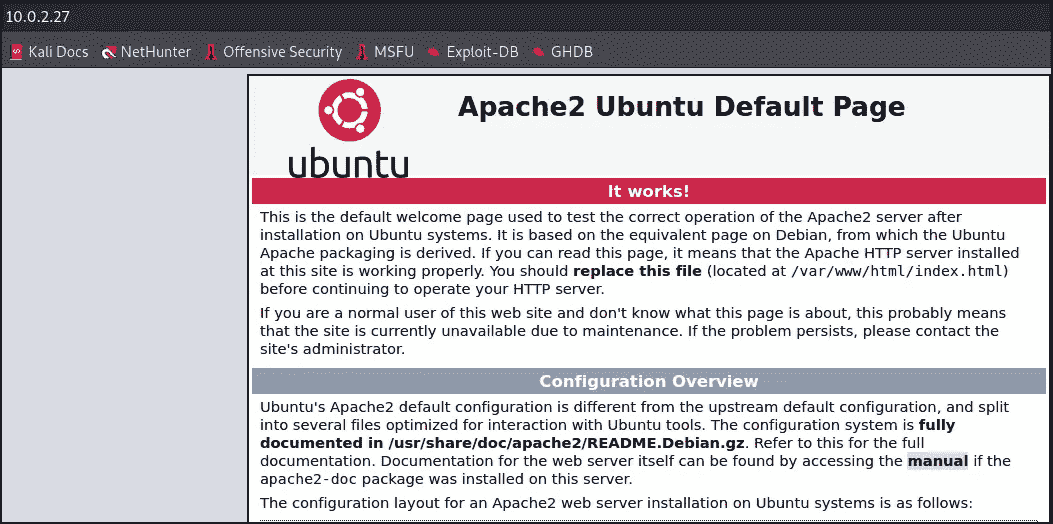 10.0.2.27
Kali Docs NetHunter Offensive Security MSFU Exploit-DB GHDB
Apache2 Ubuntu Default Page
ubuntu
It works!
This is the default welcome page used to test the correct operation of the Apache2 server after
installation on Ubuntu systems. It is based on the equivalent page on Debian, from which the Ubuntu
Apache packaging is derived. If you can read this page, it means that the Apache HTTP server installed
at this site is working properly. You should replace this file (located at /var/www/html/index.html)
before continuing to operate your HTTP server.
If you are a normal user of this web site and don't know what this page is about, this probably means
that the site is currently unavailable due to maintenance. If the problem persists, please contact the
site's administrator.
Configuration Overview
Ubuntu's Apache2 default configuration is different from the upstream default configuration, and split
into several files optimized for interaction with Ubuntu tools. The configuration system is fully
documented in /usr/share/doc/apache2/README.Debian.gz. Refer to this for the full
documentation. Documentation for the web server itself can be found by accessing the manual if the
apache2-doc package was installed on this server.
The configuration layout for an Apache2 web server installation on Ubuntu systems is as follows: